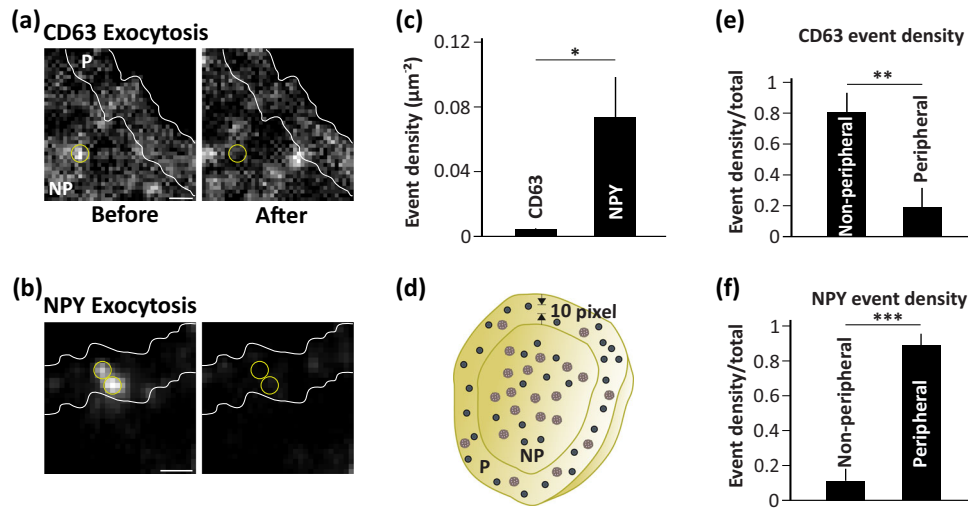 (a)
CD63 Exocytosis
P
NP
Before
After
(b)
NPY Exocytosis
(c)
Event density (µm⁻²)
0.12
0.08
0.04
0
*
CD63
NPY
(d)
10 pixel
P
NP
(e)
CD63 event density
Event density/total
1
0.8
0.6
0.4
0.2
0
**
Non-peripheral
Peripheral
(f)
NPY event density
Event density/total
1
0.8
0.6
0.4
0.2
0
***
Non-peripheral
Peripheral